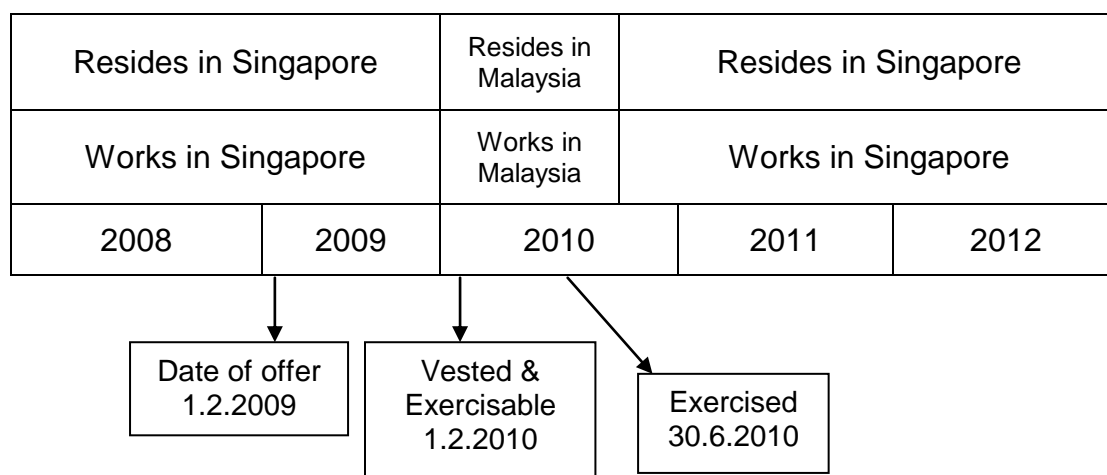 Resides in Singapore
Resides in
Malaysia
Resides in Singapore
Works in Singapore
Works in
Malaysia
Works in Singapore
2008
2009
2010
2011
2012
Date of offer
1.2.2009
Vested &
Exercisable
1.2.2010
Exercised
30.6.2010